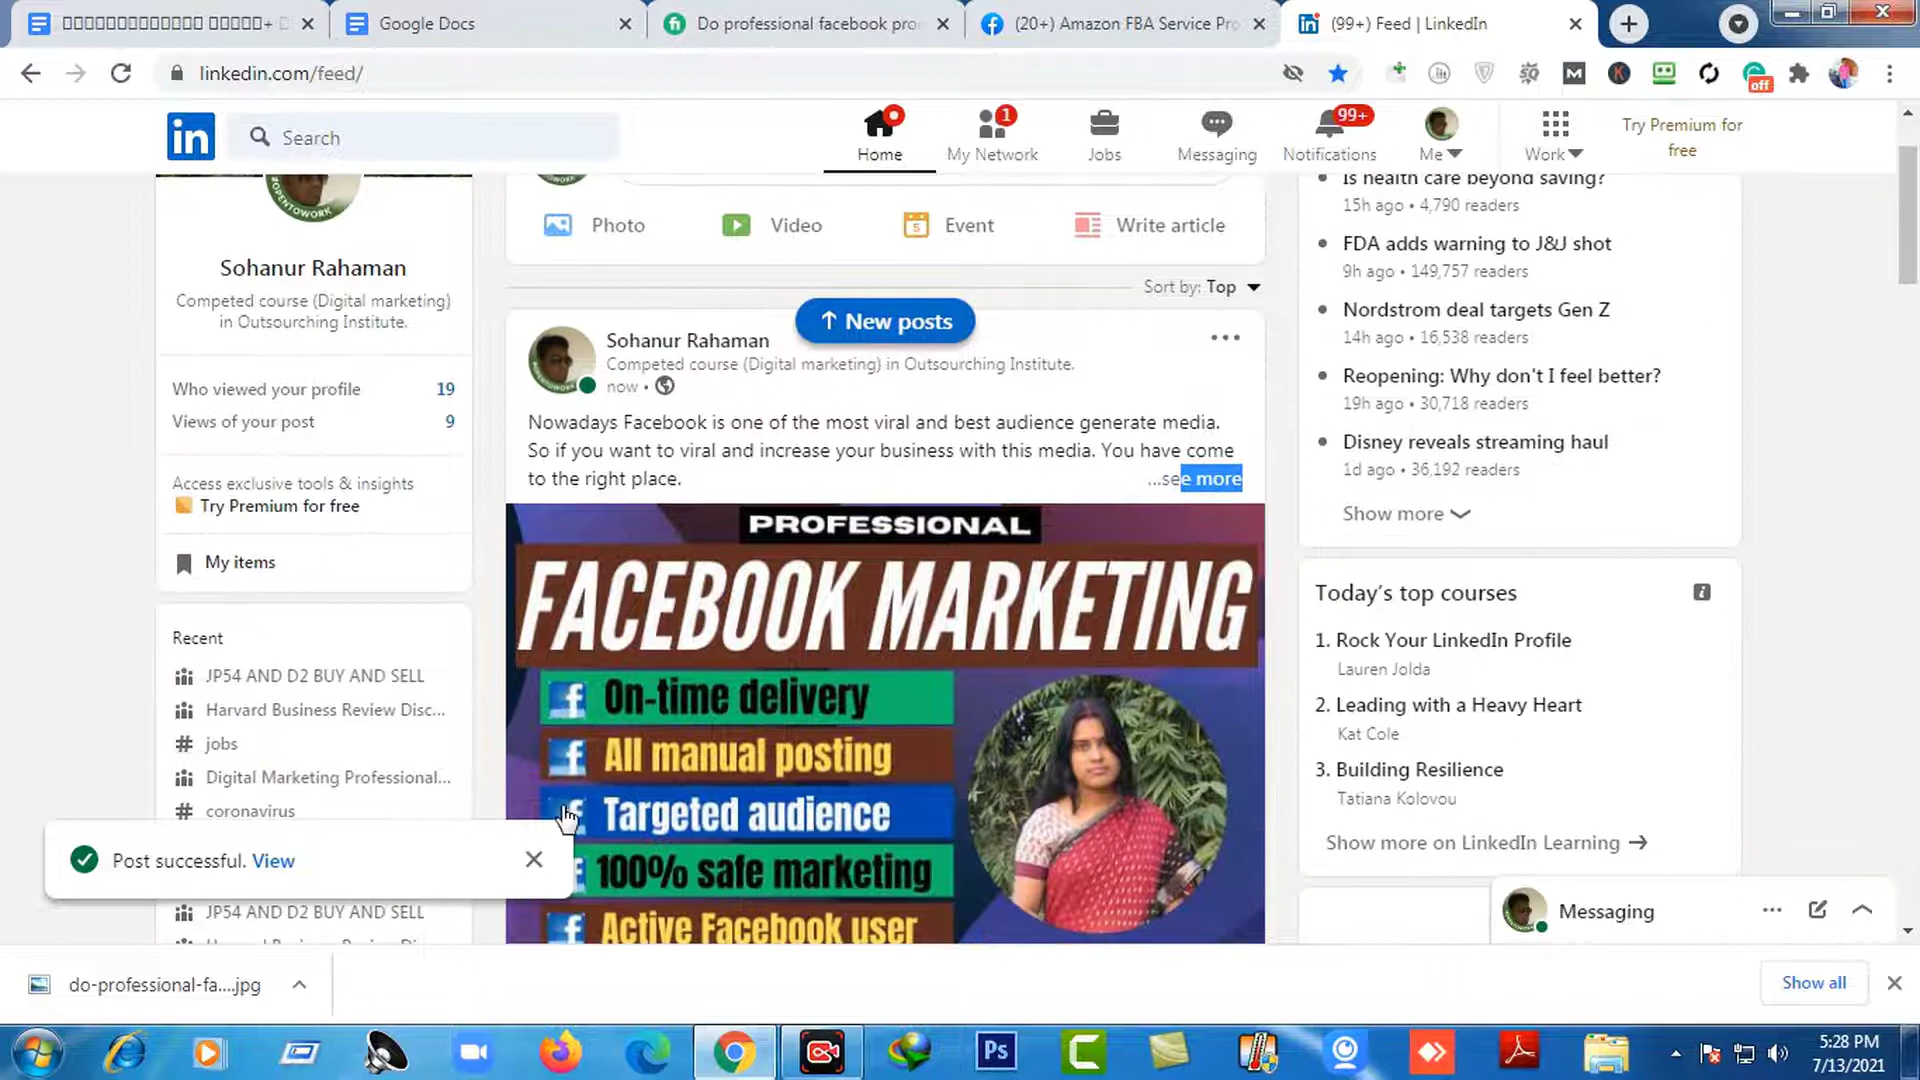 Google Docs
Do professional facebook pro
(20+) Amazon FBA Service Pro
(99+) Feed | LinkedIn
linkedin.com/feed/
off
in
Search
Home
1
My Network
Jobs
Messaging
99+
Notifications
Me
Work
Try Premium for
free
#OPENTOWORK
Sohanur Rahaman
Competed course (Digital marketing)
in Outsourching Institute.
Who viewed your profile 19
Views of your post 9
Access exclusive tools & insights
Try Premium for free
My items
Recent
JP54 AND D2 BUY AND SELL
Harvard Business Review Disc...
# jobs
Digital Marketing Professional...
# coronavirus
Post successful. View
JP54 AND D2 BUY AND SELL
Photo
Video
Event
Write article
Sort by: Top
↑ New posts
Sohanur Rahaman
Competed course (Digital marketing) in Outsourching Institute.
now •
Nowadays Facebook is one of the most viral and best audience generate media.
So if you want to viral and increase your business with this media. You have come
to the right place.
...see more
PROFESSIONAL
FACEBOOK MARKETING
On-time delivery
All manual posting
Targeted audience
100% safe marketing
Active Facebook user
Is health care beyond saving?
15h ago • 4,790 readers
FDA adds warning to J&J shot
9h ago • 149,757 readers
Nordstrom deal targets Gen Z
14h ago • 16,538 readers
Reopening: Why don't I feel better?
19h ago • 30,718 readers
Disney reveals streaming haul
1d ago • 36,192 readers
Show more
Today's top courses
1. Rock Your LinkedIn Profile
Lauren Jolda
2. Leading with a Heavy Heart
Kat Cole
3. Building Resilience
Tatiana Kolovou
Show more on LinkedIn Learning →
Messaging
do-professional-fa....jpg
Show all
Ps
5:28 PM
7/13/2021